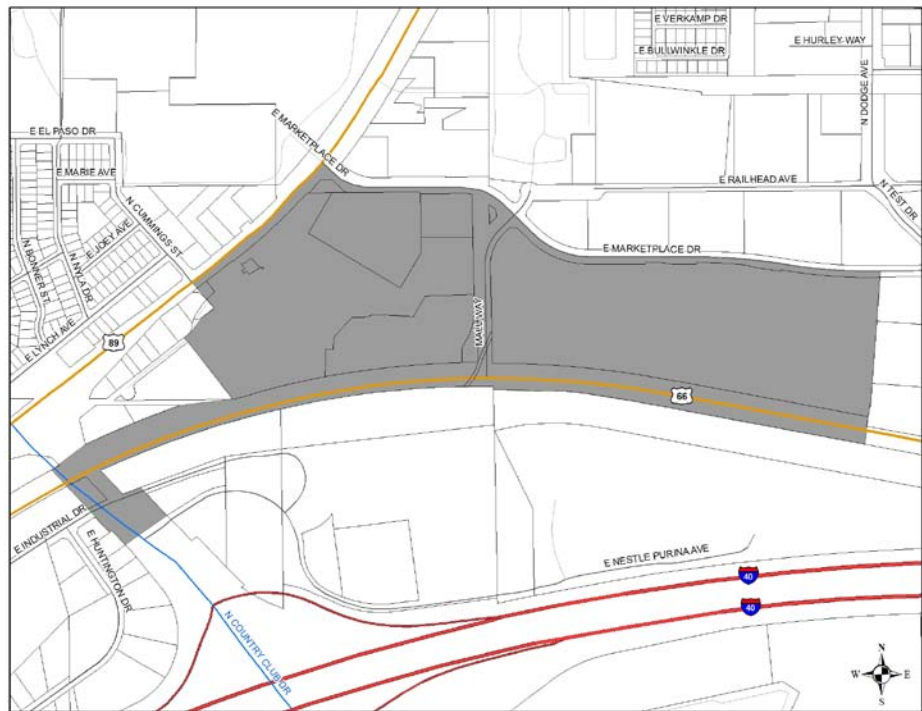 E VERKAMP DR
E HURLEY WAY
E BULLWINKLE DR
N DODGE AVE
E MARKETPLACE DR
E EL PASO DR
E MARIE AVE
E RAILHEAD AVE
N TEST DR
N CUMMINGS ST
E JOEY AVE
N BONNER ST
N NYLA DR
E MARKETPLACE DR
MALL WAY
E LYNCH AVE
89
66
E INDUSTRIAL DR
E HUNTINGTON DR
E NESTLE PURINA AVE
40
40
N COUNTRY CLUB DR
N
W E
S